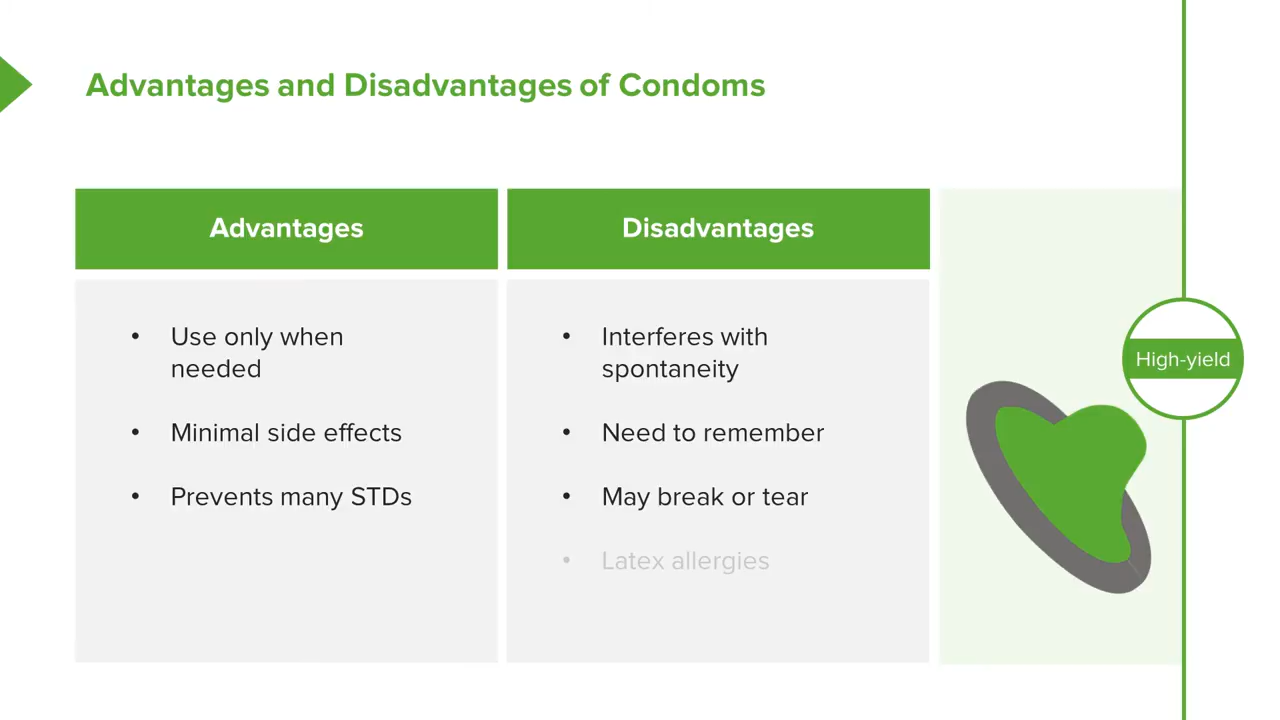 Advantages and Disadvantages of Condoms
Advantages
Disadvantages
• Use only when
needed
• Minimal side effects
• Prevents many STDs
• Interferes with
spontaneity
• Need to remember
• May break or tear
• Latex allergies
High-yield